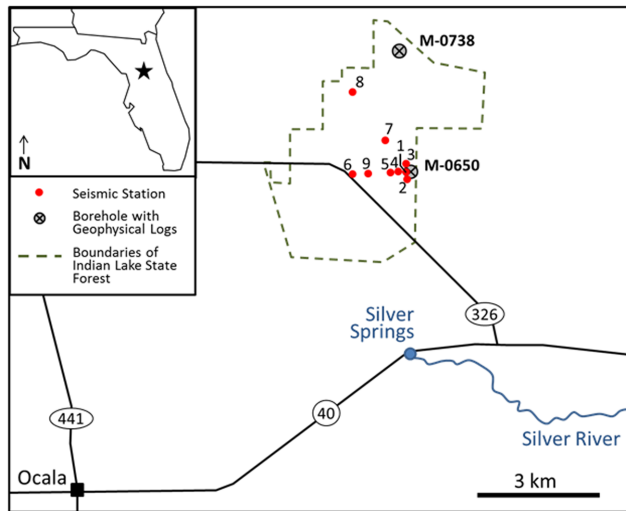 N
Seismic Station
Borehole with
Geophysical Logs
Boundaries of
Indian Lake State
Forest
M-0738
8
7
1
3
M-0650
6
9
5
4
2
326
Silver
Springs
40
441
Silver River
Ocala
3 km